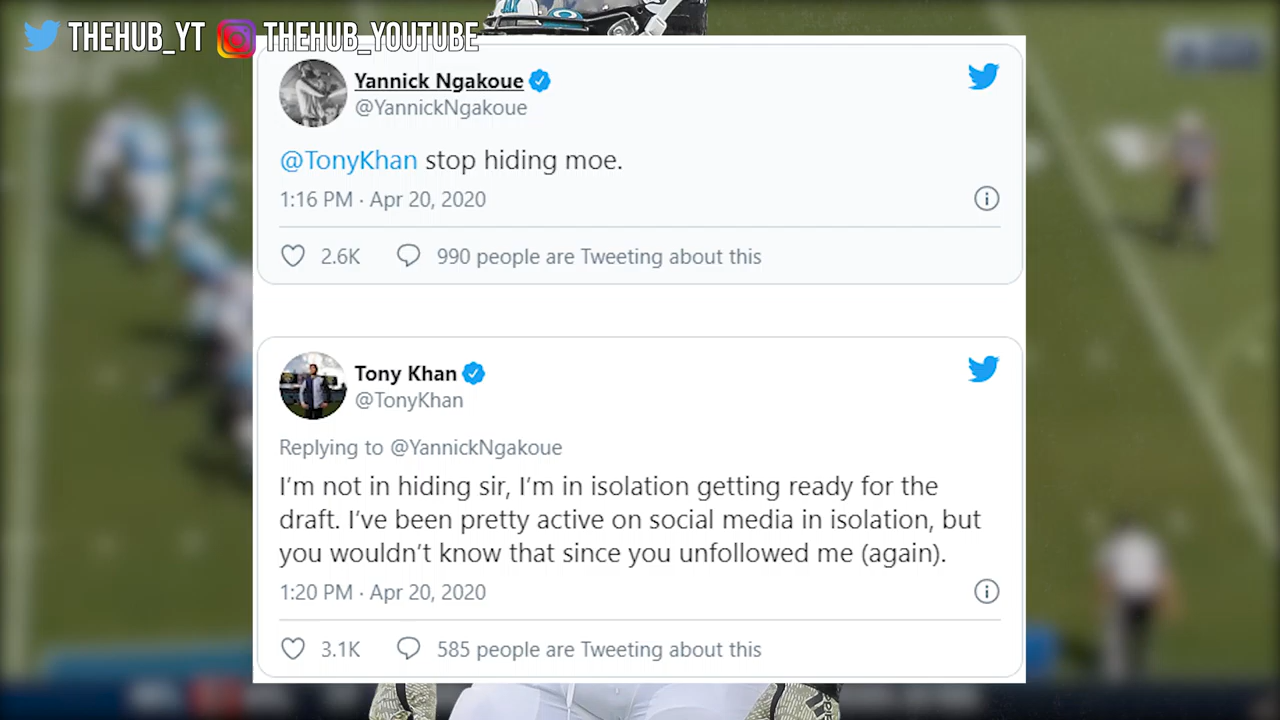 THEHUB_YT THEHUB_YOUTUBE
Yannick Ngakoue
@YannickNgakoue
@TonyKhan stop hiding moe.
1:16 PM · Apr 20, 2020
2.6K 990 people are Tweeting about this
Tony Khan
@TonyKhan
Replying to @YannickNgakoue
I'm not in hiding sir, I'm in isolation getting ready for the
draft. I've been pretty active on social media in isolation, but
you wouldn't know that since you unfollowed me (again).
1:20 PM · Apr 20, 2020
3.1K 585 people are Tweeting about this